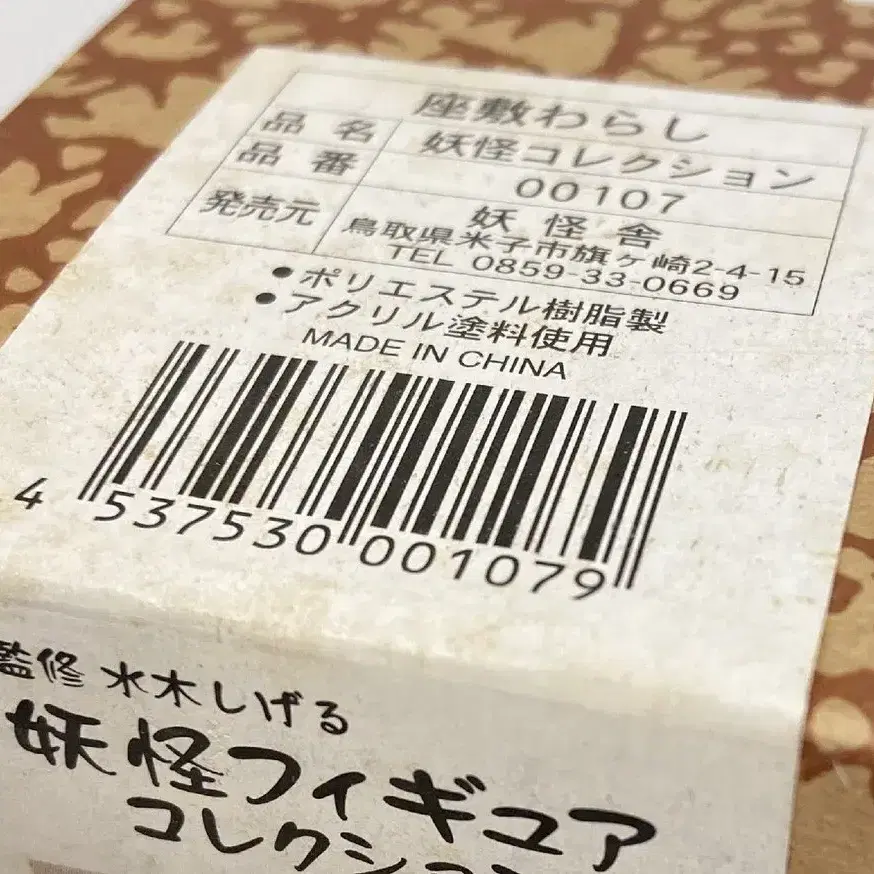 座敷わらし
品名 妖怪コレクション
品番 00107
発売元 妖怪舎
鳥取県米子市旗ヶ崎2-4-15
TEL 0859-33-0669
●ポリエステル樹脂製
●アクリル塗料使用
MADE IN CHINA
4 537530 001079
監修 水木しげる
妖怪フィギュア
コレクション